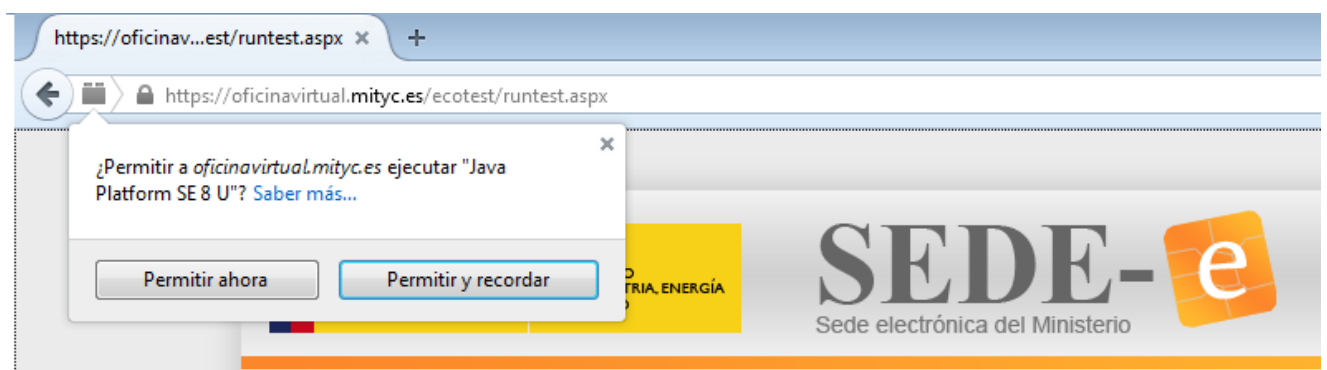 https://oficinav...est/runtest.aspx × +
https://oficinavirtual.mityc.es/ecotest/runtest.aspx
¿Permitir a oficinavirtual.mityc.es ejecutar "Java
Platform SE 8 U"? Saber más...
Permitir ahora
Permitir y recordar
ENERGÍA
SEDE-e
Sede electrónica del Ministerio